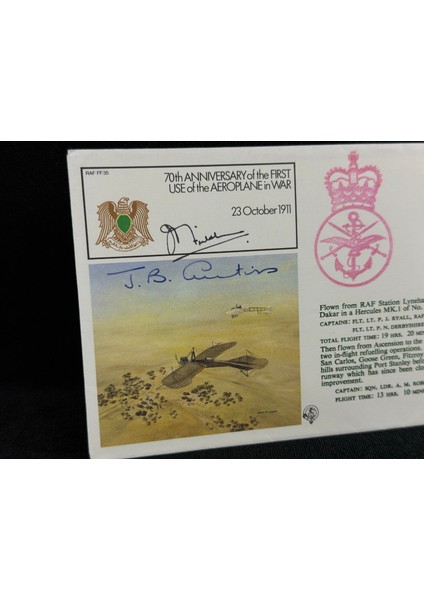 RAF FF35
70th ANNIVERSARY of the FIRST
USE of the AEROPLANE in WAR
23 October 1911
J. B. Curtiss
Flown from RAF Station Lyneha
Dakar in a Hercules MK.1 of No.
CAPTAINS: FLT. LT. P. J. RYALL, RAF
FLT. LT. P. N. DERBYSHIRE
TOTAL FLIGHT TIME: 19 HRS. 20 MIN
Then flown from Ascension to the
two in-flight refuelling operations.
San Carlos, Goose Green, Fitzroy
hills surrounding Port Stanley before
runway which has since been clo
improvement.
CAPTAIN: SQN. LDR. A. M. ROB
FLIGHT TIME: 13 HRS. 10 MINS